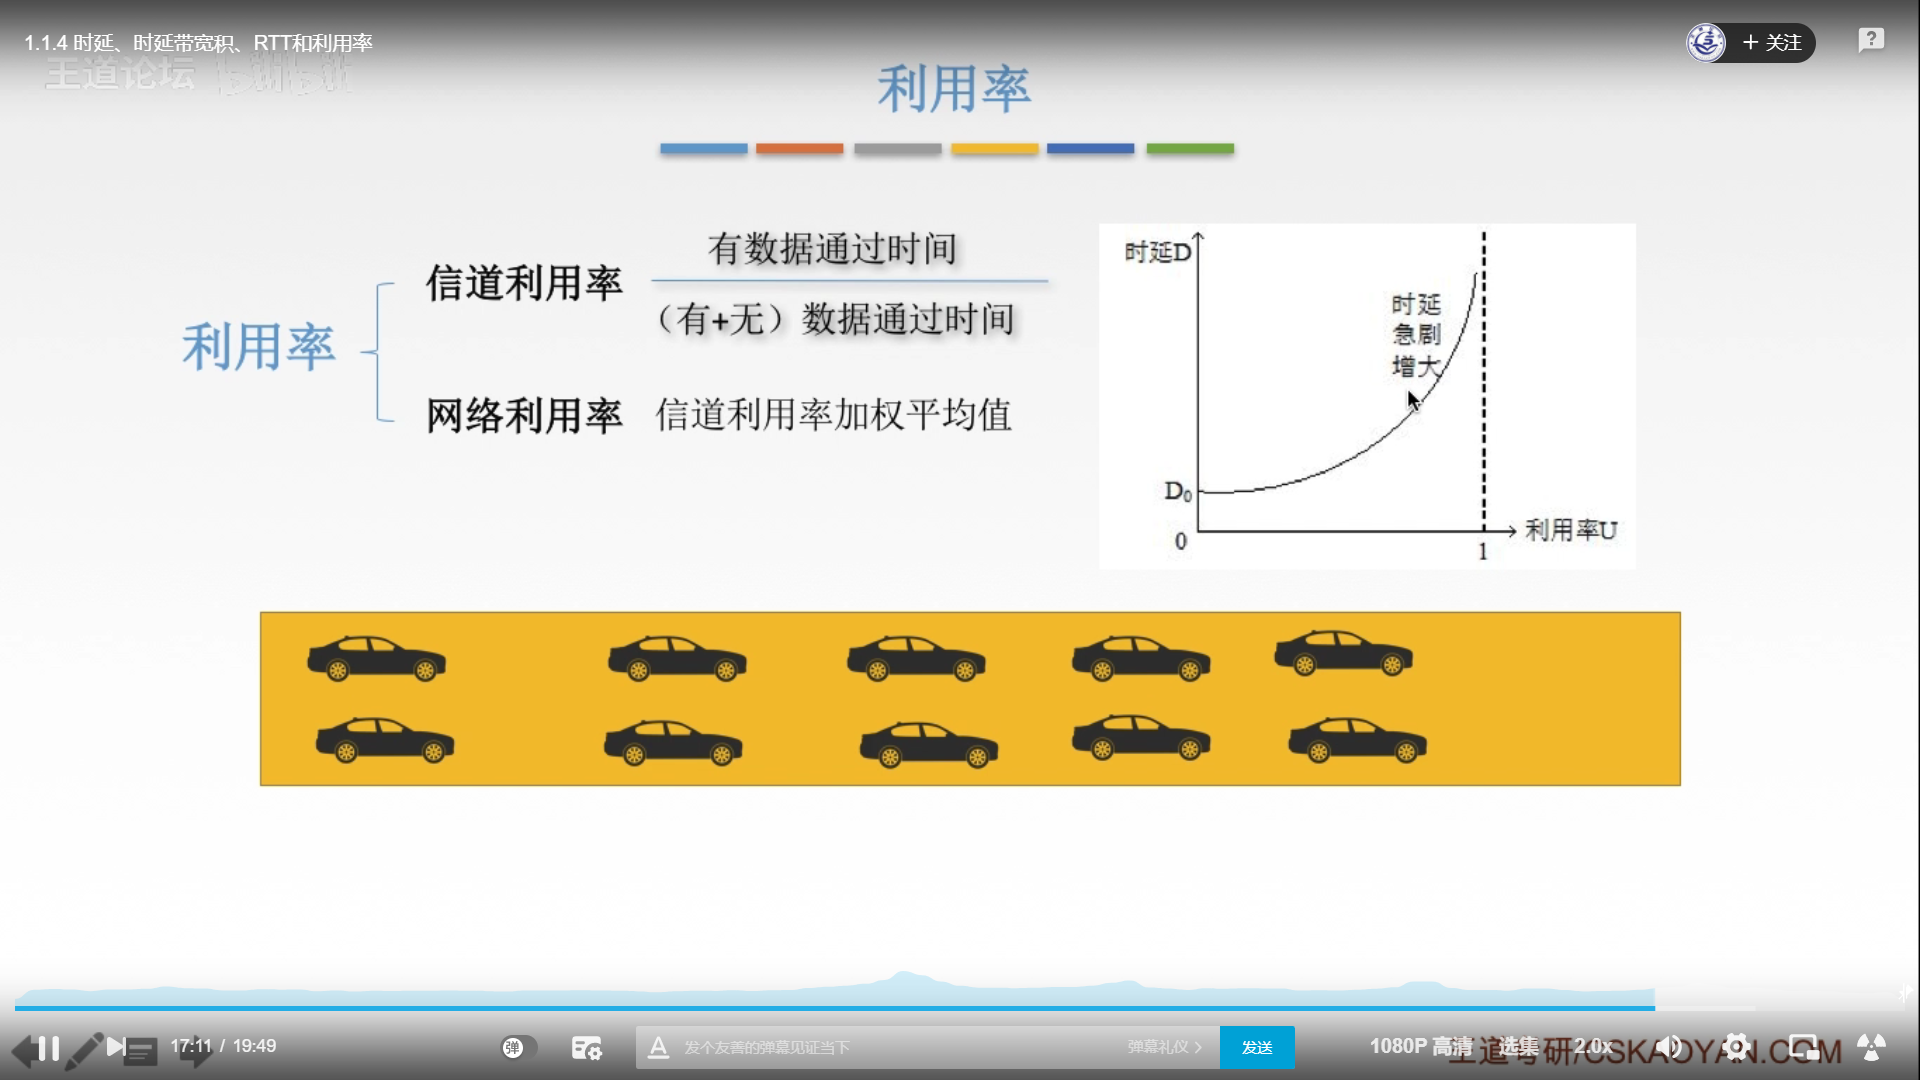 1.1.4 时延、时延带宽积、RTT和利用率
+ 关注
?
王道论坛 bilibili
利用率
利用率
信道利用率
有数据通过时间
（有+无）数据通过时间
网络利用率 信道利用率加权平均值
时延D
时延
急剧
增大
D0
0
1
利用率U
17:11 / 19:49
弹
A 发个友善的弹幕见证当下
弹幕礼仪 >
发送
1080P 高清
选集
2.0x
王道考研/CSKAOYAN.COM